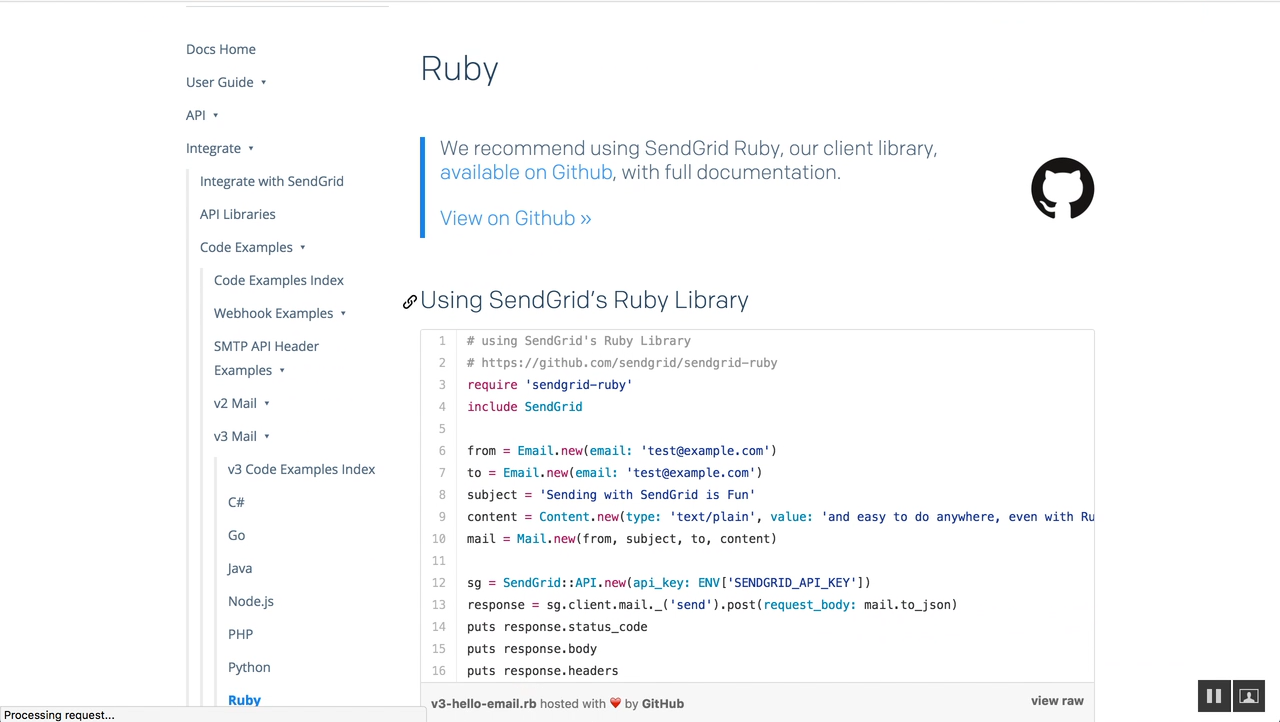 Docs Home
User Guide ▾
API ▾
Integrate ▾
Integrate with SendGrid
API Libraries
Code Examples ▾
Code Examples Index
Webhook Examples ▾
SMTP API Header
Examples ▾
v2 Mail ▾
v3 Mail ▾
v3 Code Examples Index
C#
Go
Java
Node.js
PHP
Python
Ruby
Ruby
We recommend using SendGrid Ruby, our client library,
available on Github, with full documentation.
View on Github »
Using SendGrid’s Ruby Library
1 # using SendGrid's Ruby Library
2 # https://github.com/sendgrid/sendgrid-ruby
3 require 'sendgrid-ruby'
4 include SendGrid
5
6 from = Email.new(email: 'test@example.com')
7 to = Email.new(email: 'test@example.com')
8 subject = 'Sending with SendGrid is Fun'
9 content = Content.new(type: 'text/plain', value: 'and easy to do anywhere, even with Ru
10 mail = Mail.new(from, subject, to, content)
11
12 sg = SendGrid::API.new(api_key: ENV['SENDGRID_API_KEY'])
13 response = sg.client.mail._('send').post(request_body: mail.to_json)
14 puts response.status_code
15 puts response.body
16 puts response.headers
v3-hello-email.rb hosted with ❤ by GitHub view raw
Processing request...